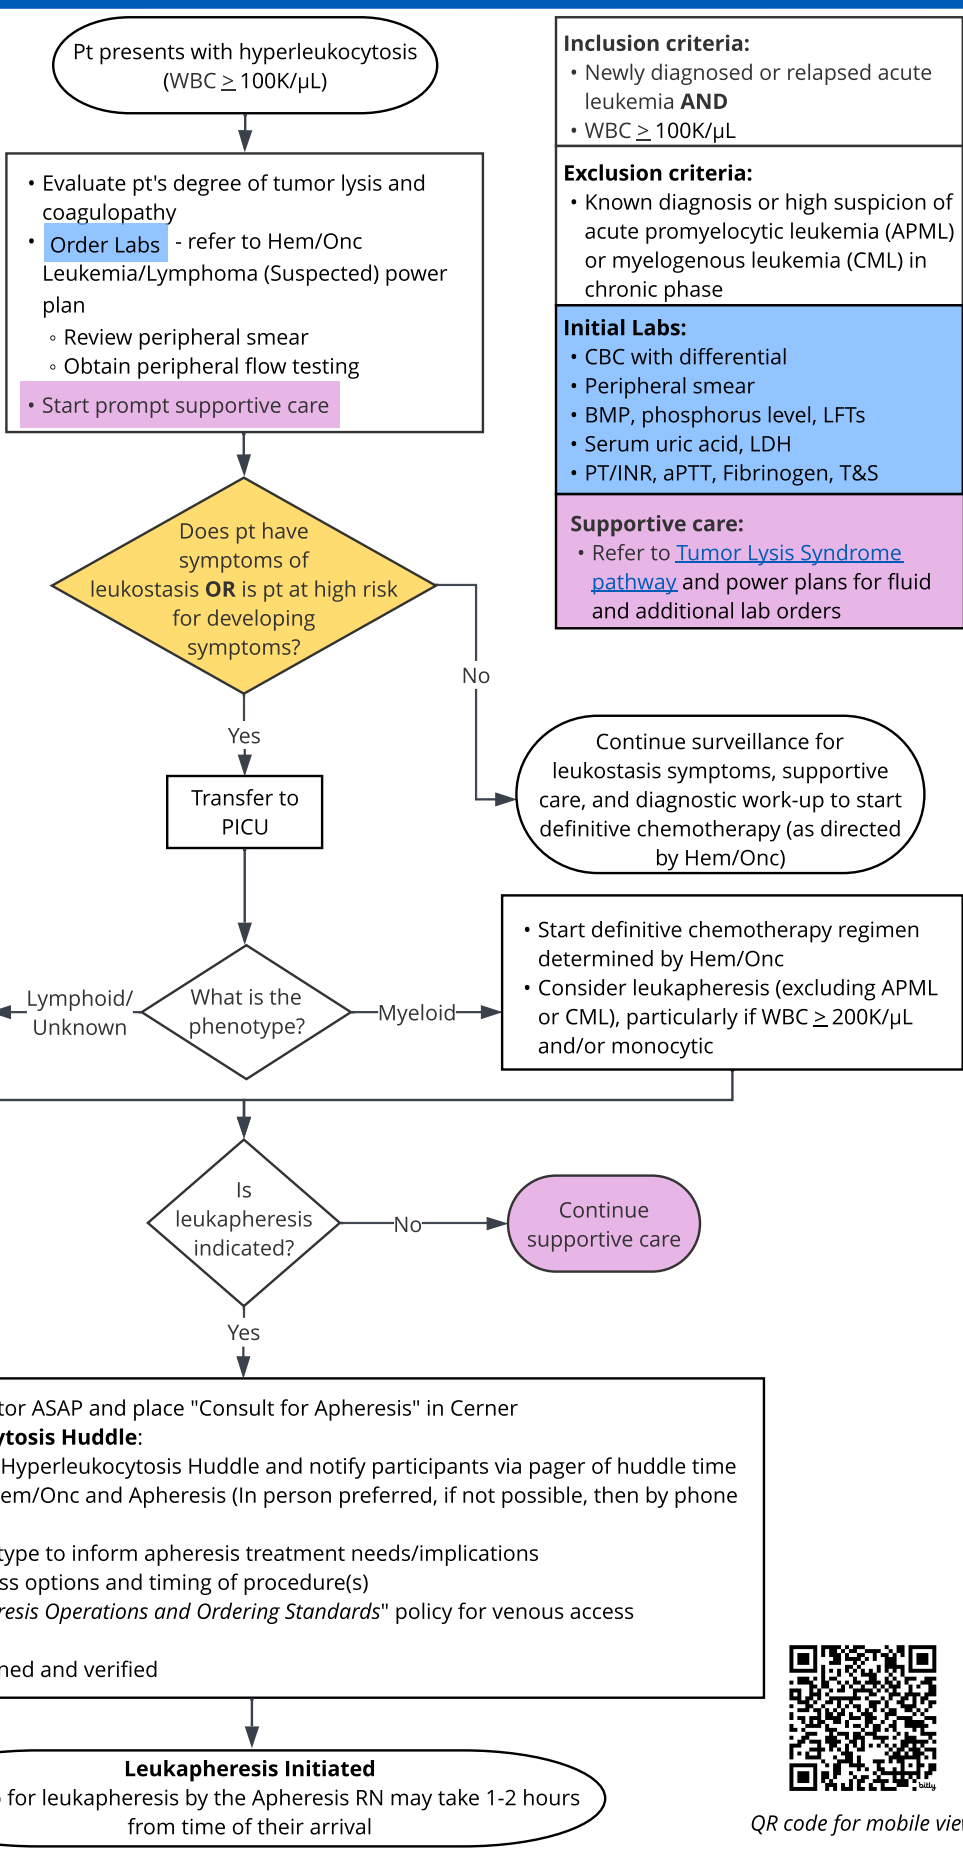 Pt presents with hyperleukocytosis
(WBC ≥ 100K/µL)
Inclusion criteria:
• Newly diagnosed or relapsed acute
leukemia AND
• WBC ≥ 100K/µL
Exclusion criteria:
• Known diagnosis or high suspicion of
acute promyelocytic leukemia (APML)
or myelogenous leukemia (CML) in
chronic phase
Initial Labs:
• CBC with differential
• Peripheral smear
• BMP, phosphorus level, LFTs
• Serum uric acid, LDH
• PT/INR, aPTT, Fibrinogen, T&S
Supportive care:
• Refer to Tumor Lysis Syndrome
pathway and power plans for fluid
and additional lab orders
• Evaluate pt's degree of tumor lysis and
coagulopathy
• Order Labs - refer to Hem/Onc
Leukemia/Lymphoma (Suspected) power
plan
◦ Review peripheral smear
◦ Obtain peripheral flow testing
• Start prompt supportive care
Does pt have
symptoms of
leukostasis OR is pt at high risk
for developing
symptoms?
No
Yes
Continue surveillance for
leukostasis symptoms, supportive
care, and diagnostic work-up to start
definitive chemotherapy (as directed
by Hem/Onc)
Transfer to
PICU
What is the
phenotype?
Lymphoid/
Unknown
Myeloid
• Start definitive chemotherapy regimen
determined by Hem/Onc
• Consider leukapheresis (excluding APML
or CML), particularly if WBC ≥ 200K/µL
and/or monocytic
Is
leukapheresis
indicated?
No
Continue
supportive care
Yes
tor ASAP and place "Consult for Apheresis" in Cerner
ytosis Huddle:
Hyperleukocytosis Huddle and notify participants via pager of huddle time
em/Onc and Apheresis (In person preferred, if not possible, then by phone
type to inform apheresis treatment needs/implications
ss options and timing of procedure(s)
resis Operations and Ordering Standards" policy for venous access
ned and verified
Leukapheresis Initiated
for leukapheresis by the Apheresis RN may take 1-2 hours
from time of their arrival
bitly
QR code for mobile vie